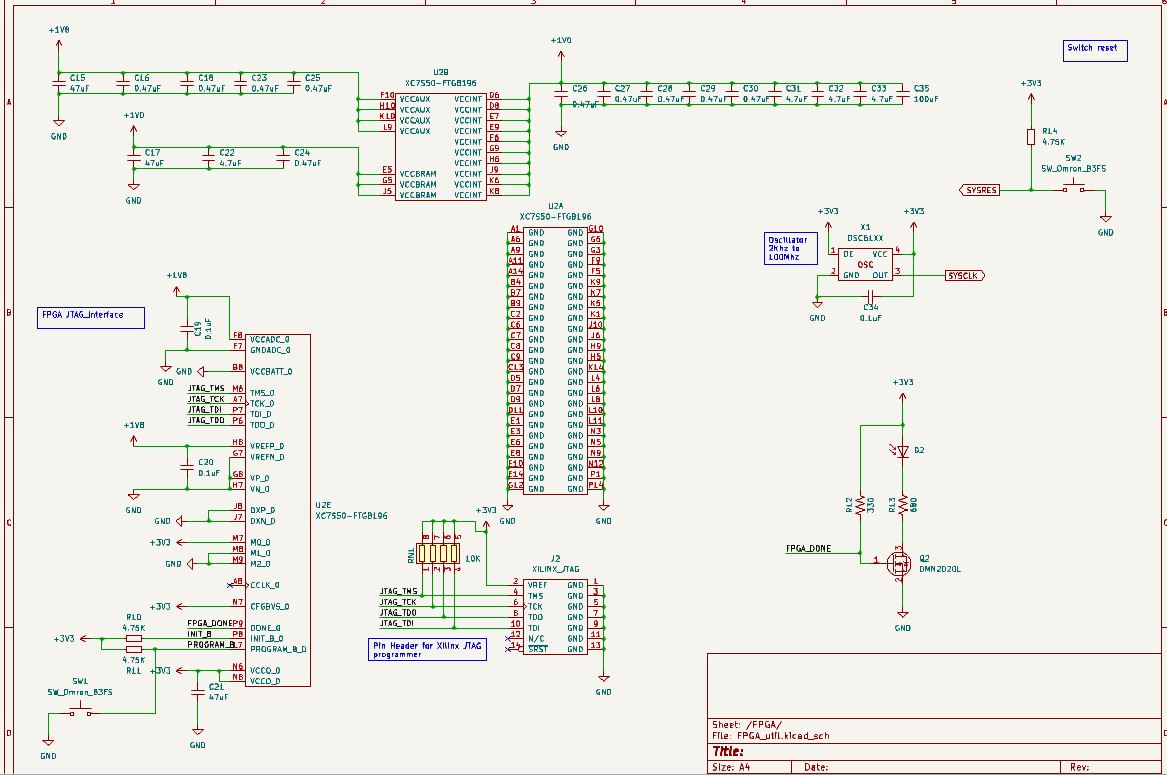 1
2
3
4
5
6
A
B
C
D
+1V8
C15
47uF
C16
0.47uF
C18
0.47uF
C23
0.47uF
C25
0.47uF
GND
U2B
XC7S50-FTGB196
F10 VCCAUX
H10 VCCAUX
K10 VCCAUX
L9 VCCAUX
E5 VCCBRAM
G5 VCCBRAM
J5 VCCBRAM
VCCINT D6
VCCINT D8
VCCINT E7
VCCINT E9
VCCINT F6
VCCINT G9
VCCINT H6
VCCINT J9
VCCINT K6
VCCINT K8
+1V0
C17
47uF
C22
4.7uF
C24
0.47uF
GND
+1V0
C26
0.47uF
C27
0.47uF
C28
0.47uF
C29
0.47uF
C30
0.47uF
C31
4.7uF
C32
4.7uF
C33
4.7uF
C35
100uF
GND
Switch reset
+3V3
R14
4.75K
SW2
SW_Omron_B3FS
SYSRES
GND
U2A
XC7S50-FTGB196
A1 GND GND G10
A6 GND GND G6
A9 GND GND G3
A11 GND GND F9
A14 GND GND F5
B4 GND GND K9
B7 GND GND K7
B9 GND GND K5
C2 GND GND K1
C6 GND GND J10
C7 GND GND J6
C8 GND GND H9
C9 GND GND H5
C13 GND GND K14
D5 GND GND L4
D7 GND GND L6
D9 GND GND L8
D11 GND GND L10
E1 GND GND L11
E3 GND GND N3
E6 GND GND N5
E8 GND GND N9
E10 GND GND N12
E14 GND GND P1
G12 GND GND P14
GND
GND
Oscillator
2Khz to
100Mhz
+3V3
+3V3
X1
DSC61XX
1 OE VCC 4
OSC
2 GND OUT 3
SYSCLK
C34
0.1uF
GND
FPGA JTAG_Interface
+1V8
C19
0.1uF
GND
GND
F8 VCCADC_0
F7 GNDADC_0
B8 VCCBATT_0
JTAG_TMS M6 TMS_0
JTAG_TCK A7 TCK_0
JTAG_TDI P7 TDI_0
JTAG_TDO P6 TDO_0
+1V8
C20
0.1uF
GND
H8 VREFP_0
G7 VREFN_0
G8 VP_0
H7 VN_0
GND
J8 DXP_0
J7 DXN_0
+3V3
M7 M0_0
M8 M1_0
GND
M9 M2_0
A8 CCLK_0
+3V3
N7 CFGBVS_0
FPGA_DONE P9 DONE_0
INIT_B P8 INIT_B_0
PROGRAM_B L7 PROGRAM_B_0
N6 VCCO_0
N8 VCCO_0
U2E
XC7S50-FTGB196
R10
4.75K
+3V3
4.75K
R11
+3V3
C21
47uF
GND
SW1
SW_Omron_B3FS
GND
+3V3
RN1
10K
8 7 6 5
1 2 3 4
J2
XILINX_JTAG
2 VREF GND 1
JTAG_TMS 4 TMS GND 3
JTAG_TCK 6 TCK GND 5
JTAG_TDO 8 TDO GND 7
JTAG_TDI 10 TDI GND 9
12 N/C GND 11
14 SRST GND 13
GND
Pin Header for Xilinx JTAG
programmer
+3V3
D2
R12
330
R13
680
FPGA_DONE
1
3
2
Q2
DMN2020L
GND
Sheet: /FPGA/
File: FPGA_util.kicad_sch
Title:
Size: A4
Date:
Rev: